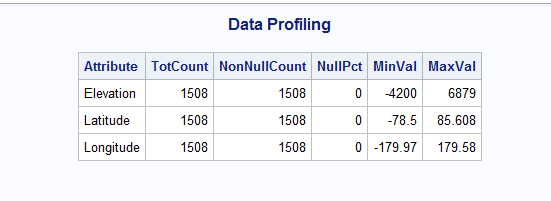 Data Profiling
Attribute TotCount NonNullCount NullPct MinVal MaxVal
Elevation 1508 1508 0 -4200 6879
Latitude 1508 1508 0 -78.5 85.608
Longitude 1508 1508 0 -179.97 179.58